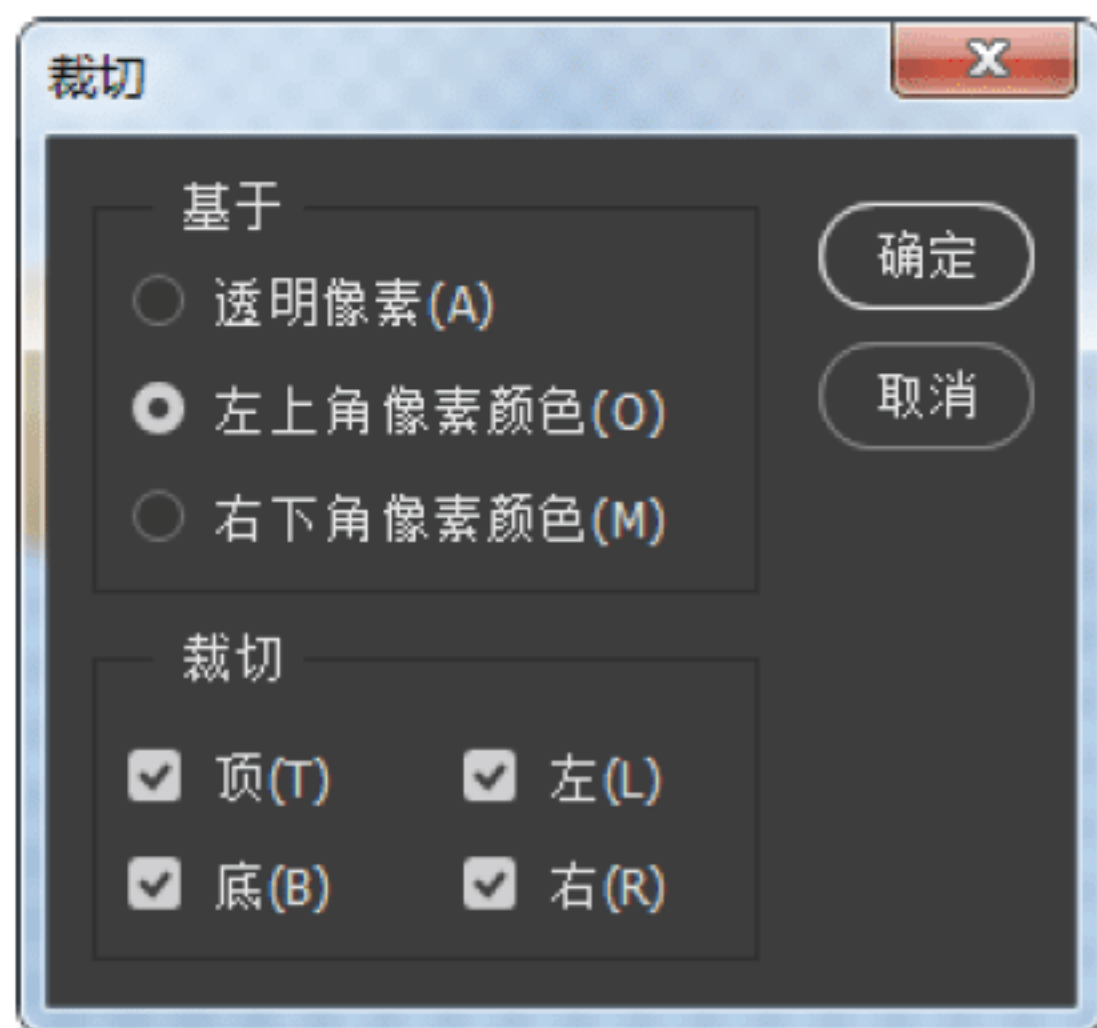 裁切
基于
透明像素(A)
左上角像素颜色(O)
右下角像素颜色(M)
确定
取消
裁切
顶(T) 左(L)
底(B) 右(R)